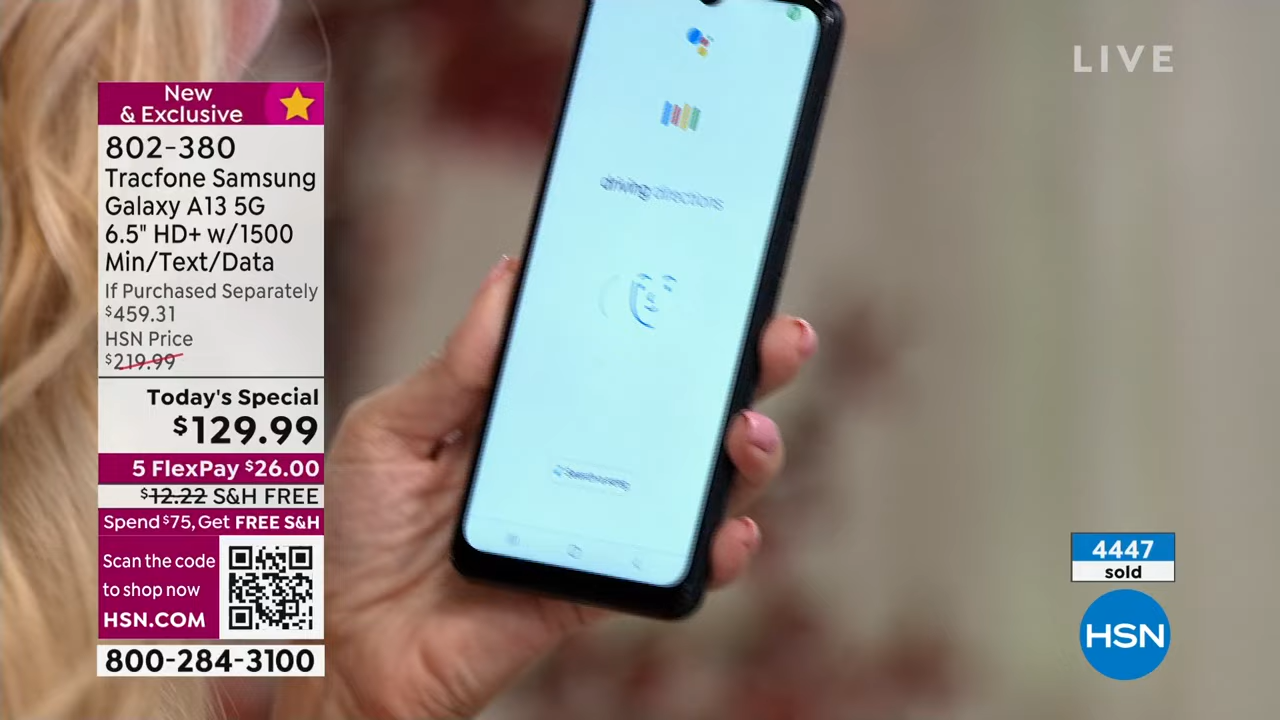 New
& Exclusive
802-380
Tracfone Samsung
Galaxy A13 5G
6.5" HD+ w/1500
Min/Text/Data
If Purchased Separately
$459.31
HSN Price
$219.99
Today's Special
$129.99
5 FlexPay $26.00
$12.22 S&H FREE
Spend $75, Get FREE S&H
Scan the code
to shop now
HSN.COM
800-284-3100
driving directions
LIVE
4447
sold
HSN